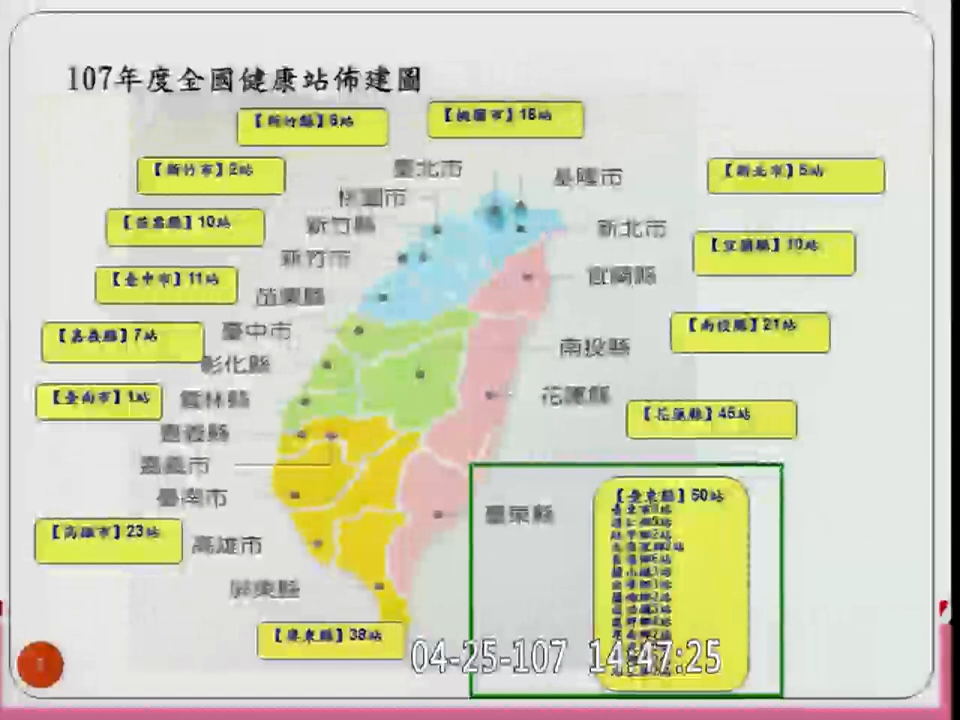 107年度全國健康站佈建圖
【新竹縣】6站
【桃園市】16站
【新竹市】2站
臺北市
基隆市
【新北市】5站
桃園市
【苗栗縣】10站
新竹縣
新北市
【宜蘭縣】10站
新竹市
【臺中市】11站
苗栗縣
宜蘭縣
【嘉義縣】7站
臺中市
【南投縣】21站
彰化縣
南投縣
【臺南市】1站
雲林縣
花蓮縣
【花蓮縣】45站
嘉義縣
嘉義市
臺南市
【臺東縣】50站
臺東縣
【高雄市】23站
高雄市
屏東縣
【屏東縣】38站
04-25-107 14:47:25